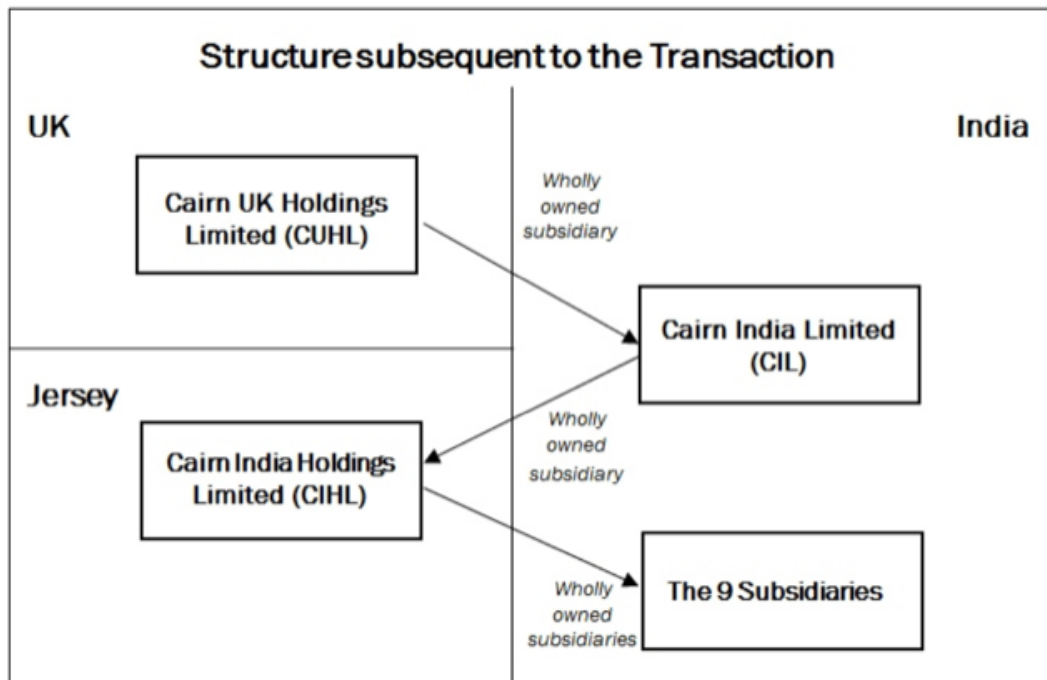 Structure subsequent to the Transaction
UK
India
Cairn UK Holdings
Limited (CUHL)
Wholly
owned
subsidiary
Cairn India Limited
(CIL)
Jersey
Cairn India Holdings
Limited (CIHL)
Wholly
owned
subsidiary
The 9 Subsidiaries
Wholly
owned
subsidiaries